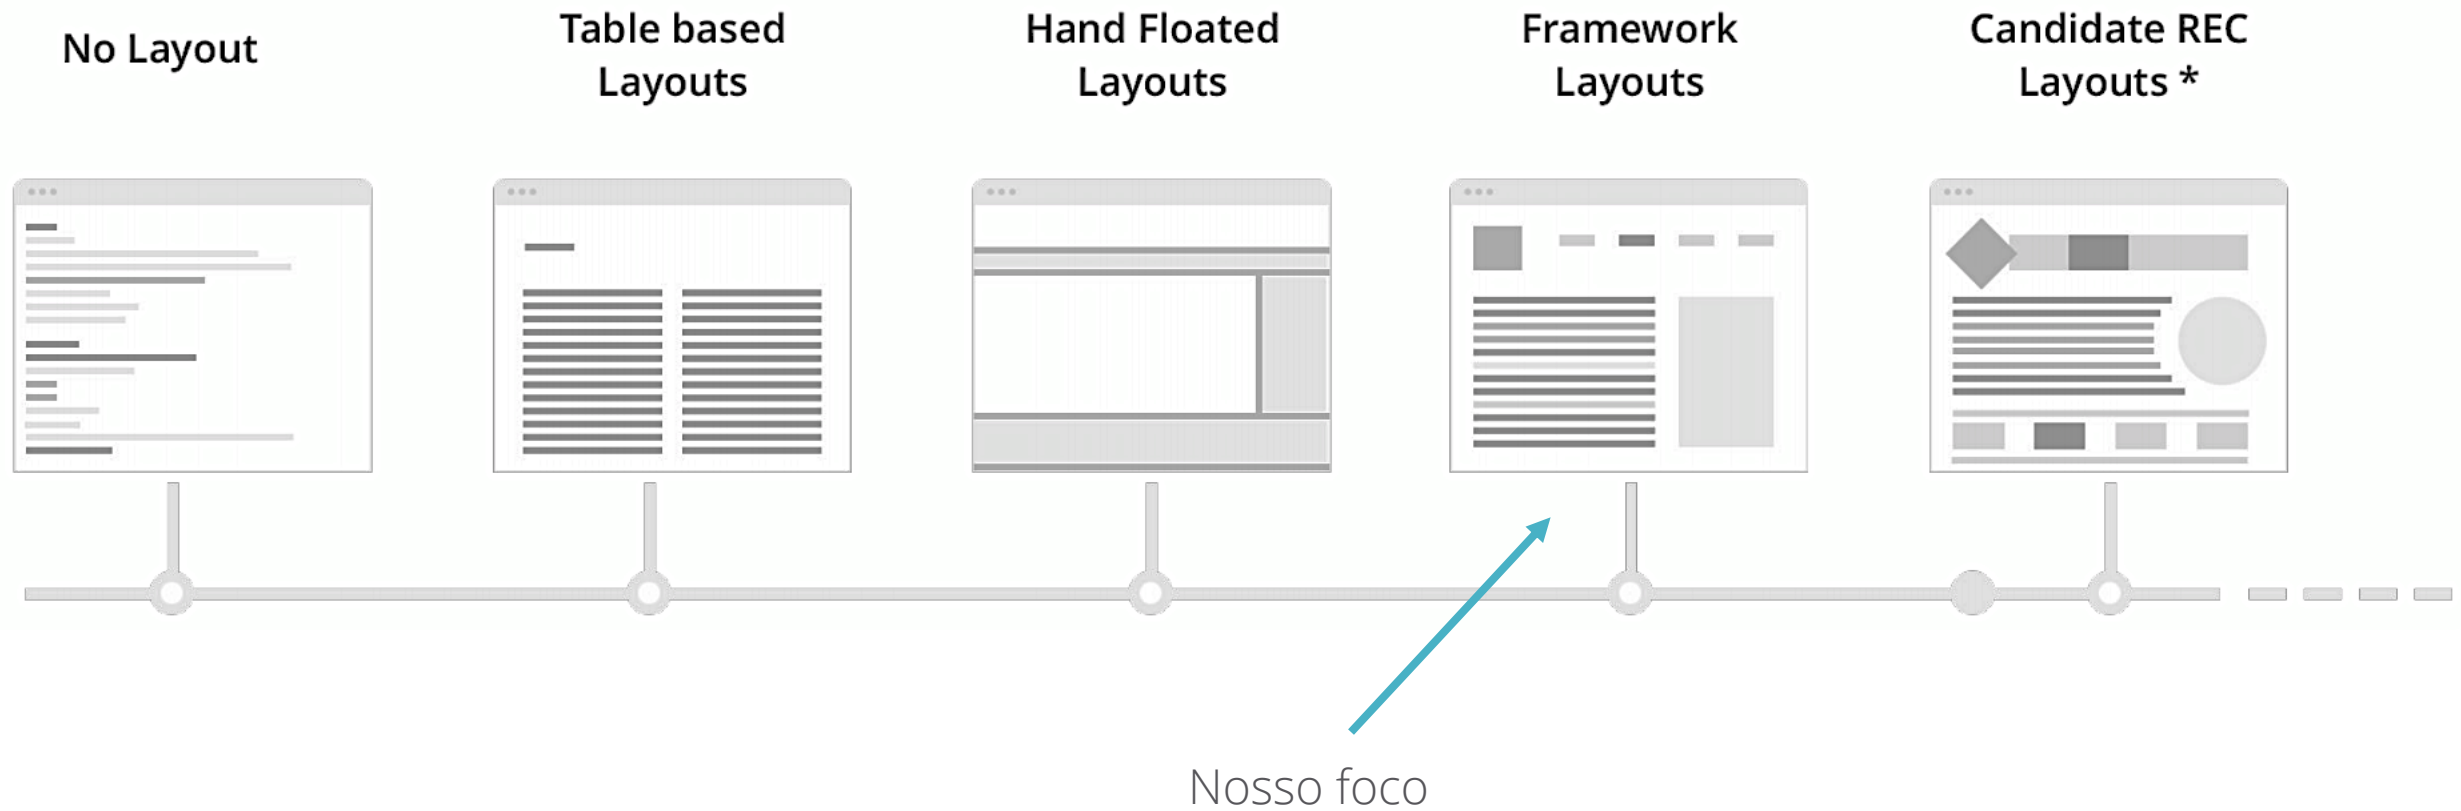 No Layout
Table based
Layouts
Hand Floated
Layouts
Framework
Layouts
Candidate REC
Layouts *
Nosso foco